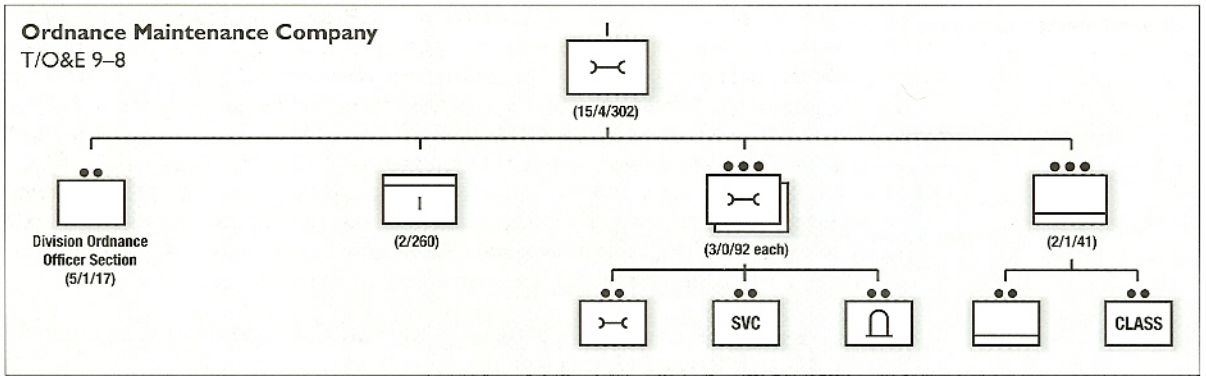 Ordnance Maintenance Company
T/O&E 9–8
(15/4/302)
Division Ordnance
Officer Section
(5/1/17)
I
(2/260)
(3/0/92 each)
(2/1/41)
SVC
CLASS